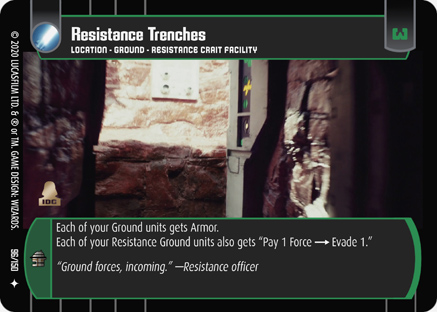 Resistance Trenches
LOCATION - GROUND - RESISTANCE CRAIT FACILITY
© 2020 LUCASFILM LTD. & ® or TM. GAME DESIGN: WIZARDS.
96/150
IDC
Each of your Ground units gets Armor.
Each of your Resistance Ground units also gets “Pay 1 Force → Evade 1.”
“Ground forces, incoming.” —Resistance officer